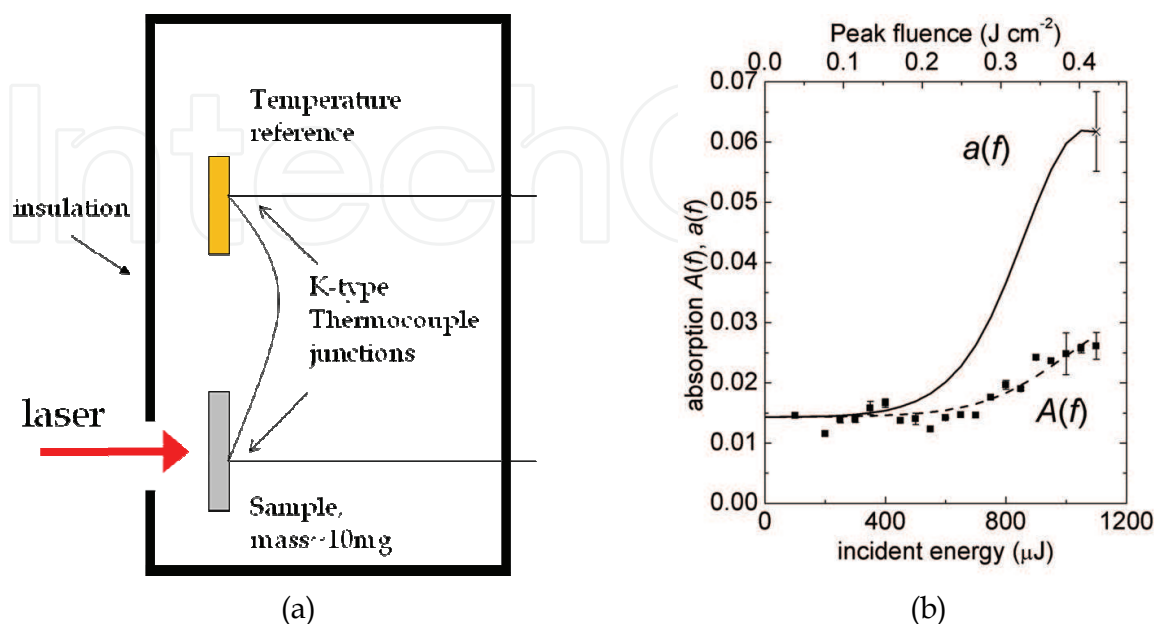 IntechO
Temperature
reference
insulation
K-type
Thermocouple
junctions
laser
Sample,
mass~10mg
(a)
Peak fluence (J cm-2)
0.0 0.1 0.2 0.3 0.4
0.07
0.06
0.05
0.04
0.03
0.02
0.01
0.00
absorption A(f), a(f)
a(f)
A(f)
0 400 800 1200
incident energy (μJ)
(b)